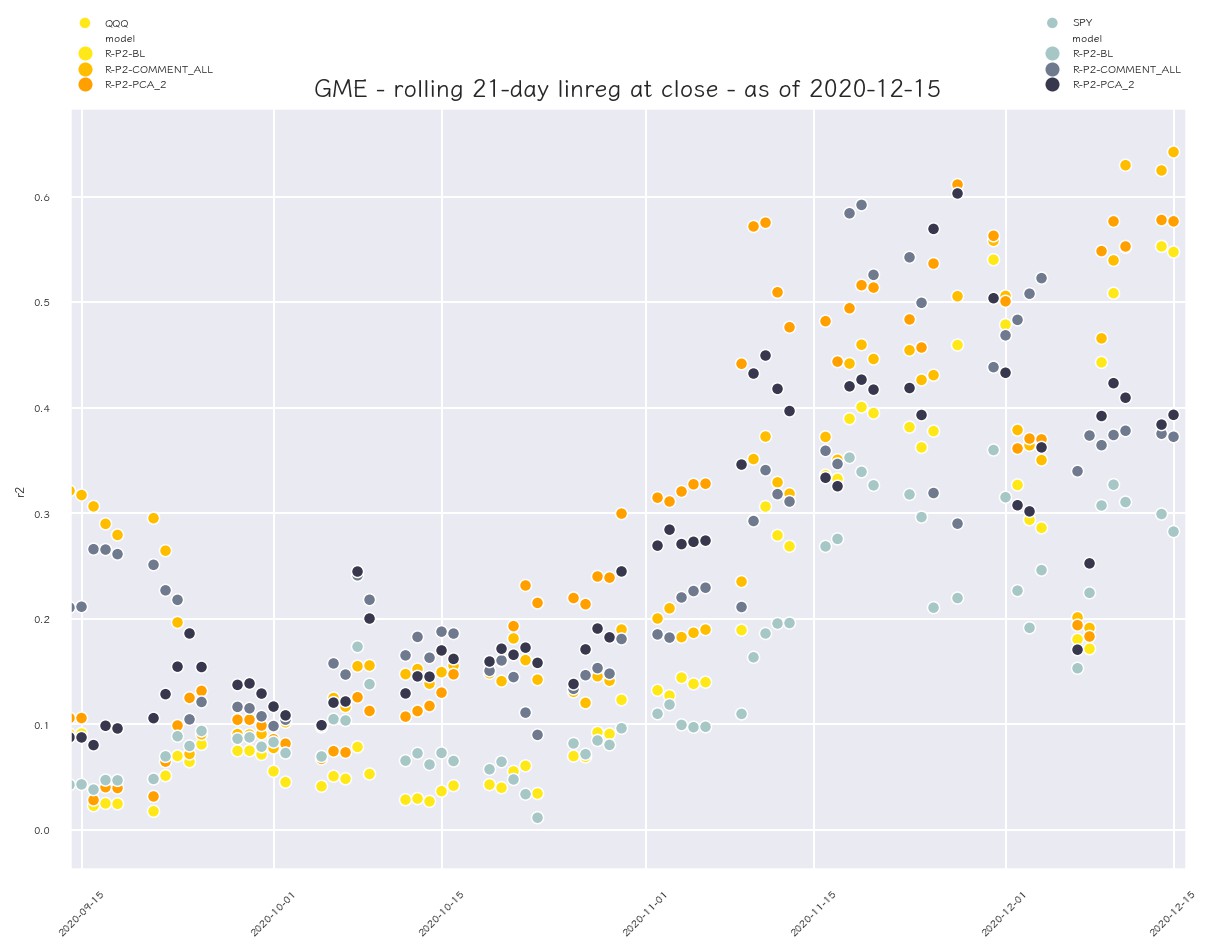 QQQ
model
R-P2-BL
R-P2-COMMENT_ALL
R-P2-PCA_2
SPY
model
R-P2-BL
R-P2-COMMENT_ALL
R-P2-PCA_2
GME - rolling 21-day linreg at close - as of 2020-12-15
0.6
0.5
0.4
0.3
0.2
0.1
0.0
r2
2020-09-15
2020-10-01
2020-10-15
2020-11-01
2020-11-15
2020-12-01
2020-12-15